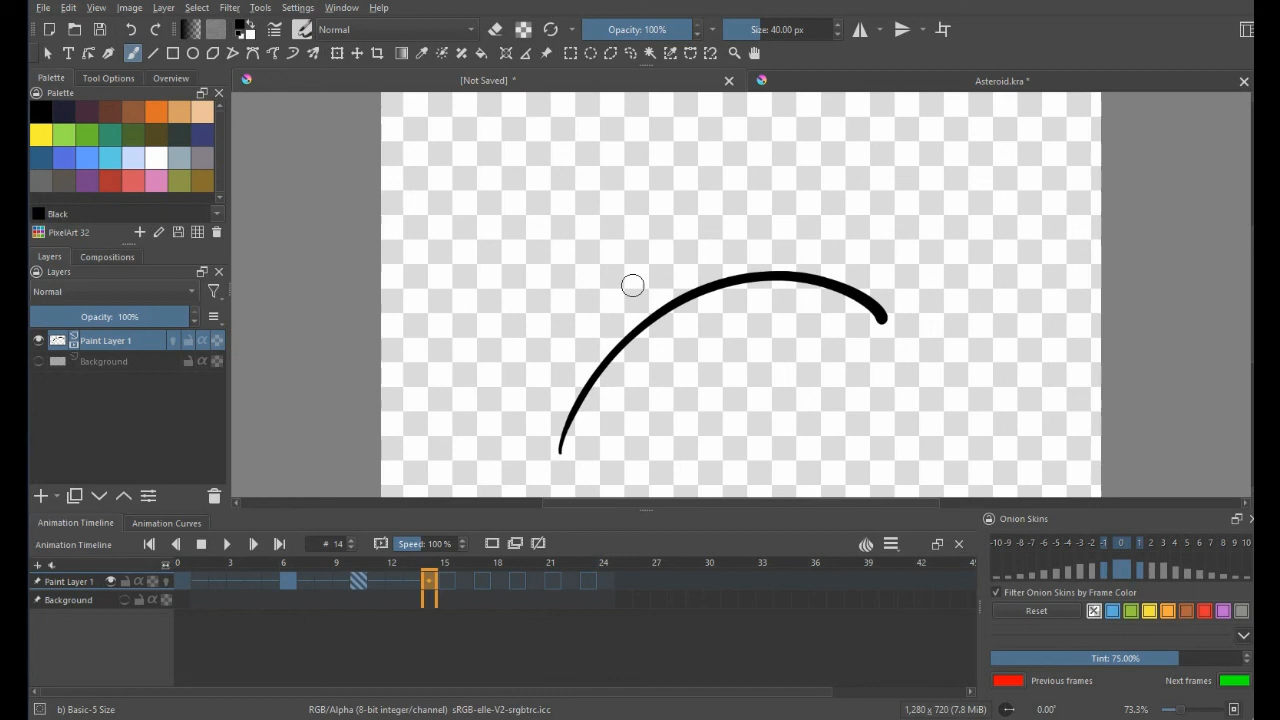 File Edit View Image Layer Select Filter Tools Settings Window Help
Normal Opacity: 100% Size: 40.00 px
[Not Saved] * Asteroid.kra *
Palette Tool Options Overview
Palette
Black
PixelArt 32
Layers Compositions
Layers
Normal
Opacity: 100%
Paint Layer 1
Background
Animation Timeline Animation Curves
Animation Timeline # 14 Speed: 100 %
0 3 6 9 12 15 18 21 24 27 30 33 36 39 42 45
Paint Layer 1
Background
Onion Skins
-10 -9 -8 -7 -6 -5 -4 -3 -2 -1 0 1 2 3 4 5 6 7 8 9 10
Filter Onion Skins by Frame Color
Reset
Tint: 75.00%
Previous frames Next frames
b) Basic-5 Size RGB/Alpha (8-bit integer/channel) sRGB-elle-V2-srgbtrc.icc 1,280 x 720 (7.8 MiB) 0.00° 73.3%